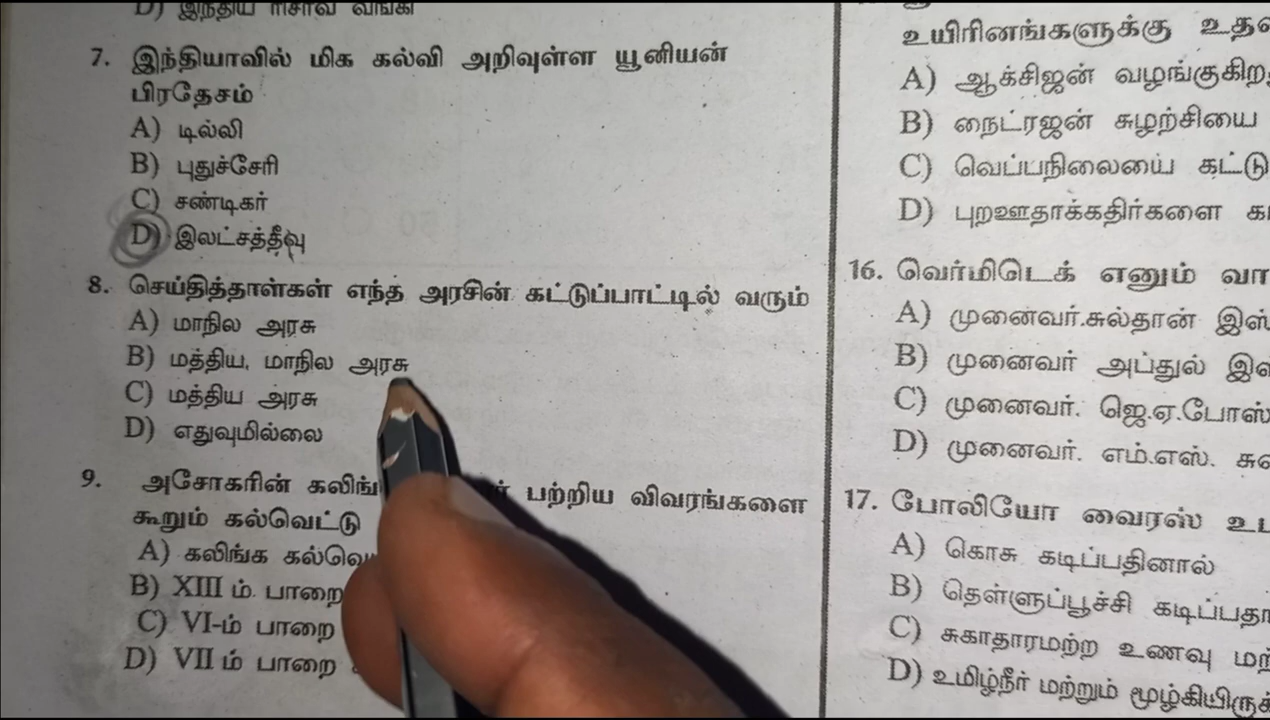 D) இந்திய ரிசர்வ் வங்கி
7. இந்தியாவில் மிக கல்வி அறிவுள்ள யூனியன்
பிரதேசம்
A) டில்லி
B) புதுச்சேரி
C) சண்டிகர்
D) இலட்சத்தீவு
8. செய்தித்தாள்கள் எந்த அரசின் கட்டுப்பாட்டில் வரும்
A) மாநில அரசு
B) மத்திய, மாநில அரசு
C) மத்திய அரசு
D) எதுவுமில்லை
9. அசோகரின் பற்றிய விவரங்களை
கூறும் கல்வெட்டு
A) கலிங்க
B) XIII ம். பாறை
C) VI-ம் பாறை
D) VII ம் பாறை
உயிரினங்களுக்கு
A) ஆக்சிஜன்
B) நைட்ரஜன் சுழற்சியை
C) வெப்பநிலையை
D) புறஊதாக்கதிர்களை
16. வெர்மிடெக் எனும்
A) முனைவர்.சுல்தான்
B) முனைவர் அப்துல்
C) முனைவர். ஜெ.ஏ.போஸ்
D) முனைவர். எம்.எஸ்.
17. போலியோ வைரஸ்
A) கொசு கடிப்பதினால்
B) தெள்ளுப்பூச்சி
C) சுகாதாரமற்ற உணவு
D) உமிழ்நீர் மற்றும்